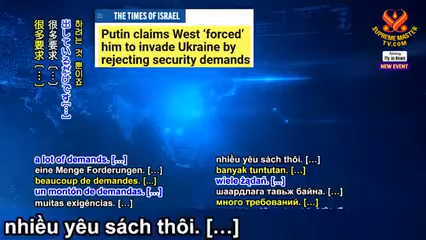 THE TIMES OF ISRAEL
Putin claims West ‘forced’
him to invade Ukraine by
rejecting security demands
SUPREME MASTER
TV.COM
Fly-in News
NEW EVENT
很多要求 […]
很多要求 […]
a lot of demands. […]
eine Menge Forderungen. […]
beaucoup de demandes. […]
un montón de demandas. […]
muitas exigências. […]
nhiều yêu sách thôi. […]
banyak tuntutan. […]
wiele żądań. […]
шаардлага тавьж байна. […]
много требований. […]
nhiều yêu sách thôi. […]